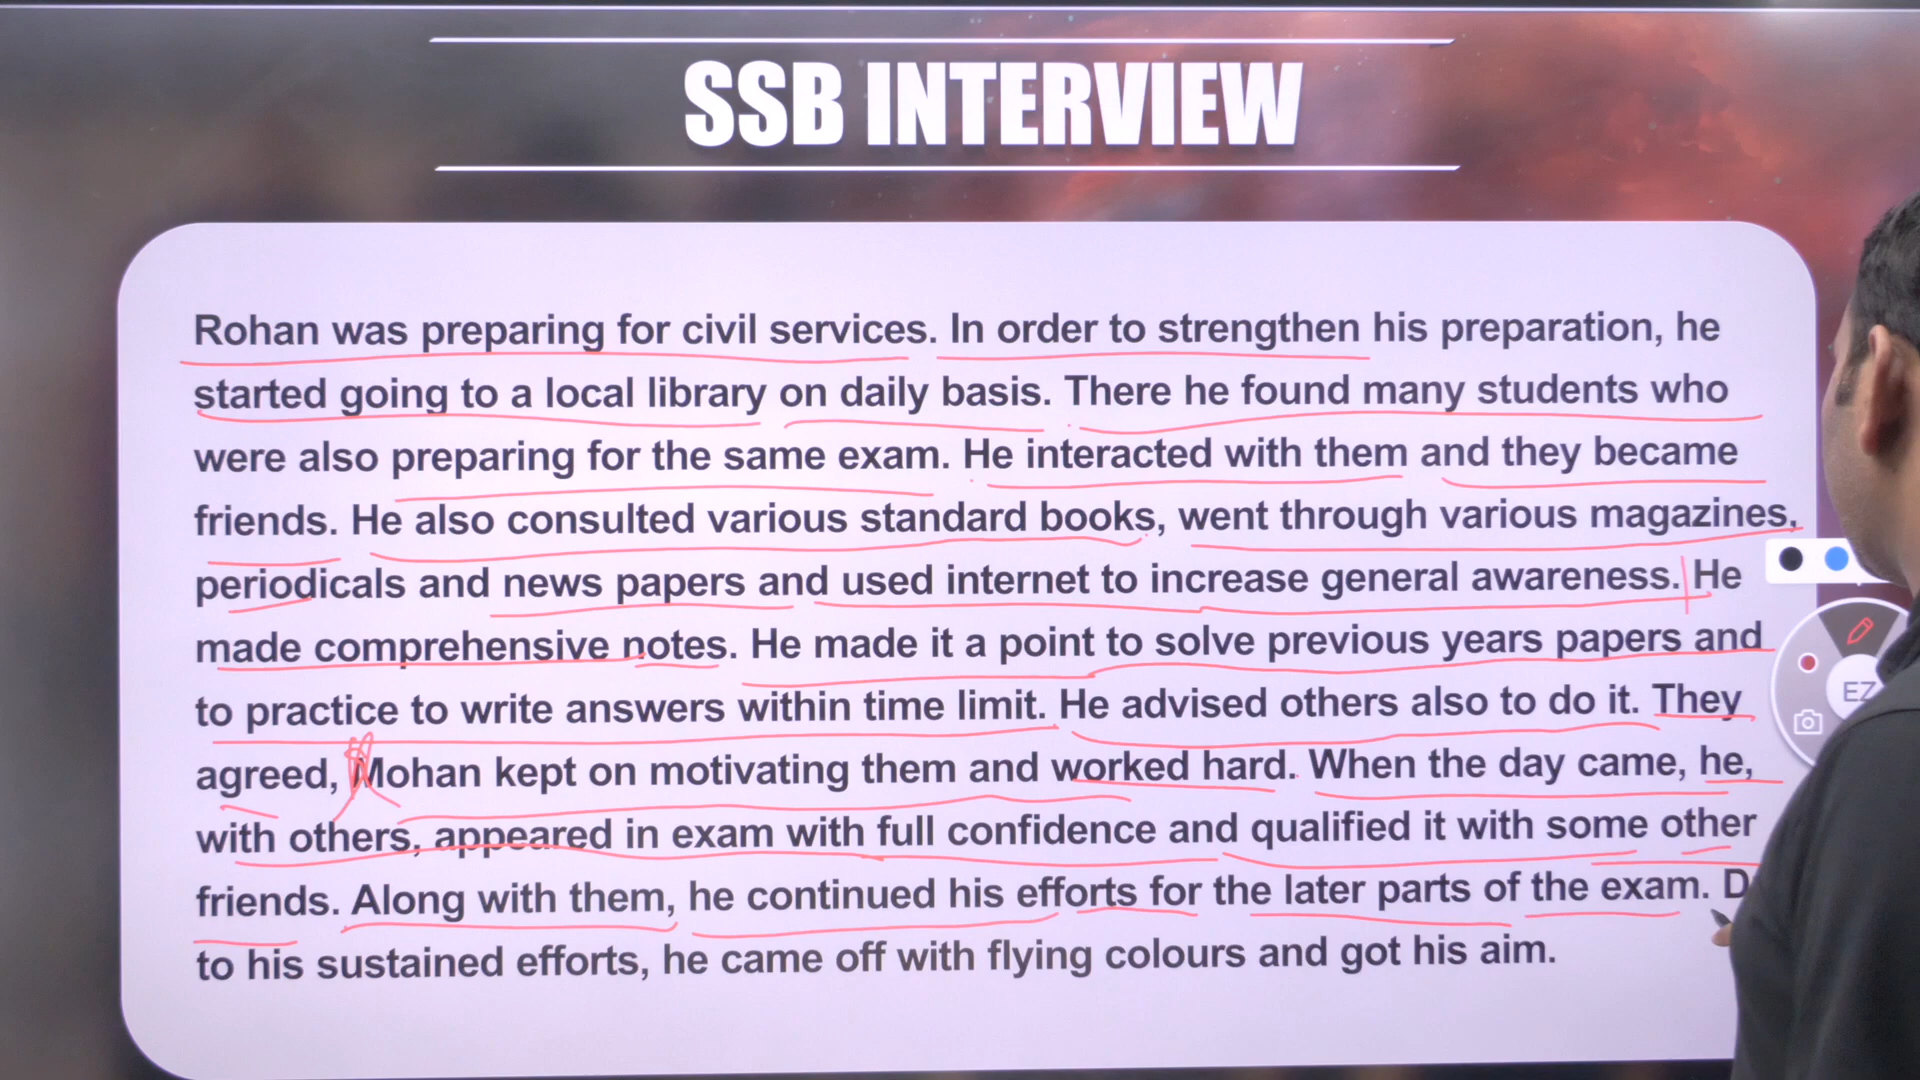 SSB INTERVIEW
Rohan was preparing for civil services. In order to strengthen his preparation, he
started going to a local library on daily basis. There he found many students who
were also preparing for the same exam. He interacted with them and they became
friends. He also consulted various standard books, went through various magazines,
periodicals and news papers and used internet to increase general awareness. He
made comprehensive notes. He made it a point to solve previous years papers and
to practice to write answers within time limit. He advised others also to do it. They
agreed, Mohan kept on motivating them and worked hard. When the day came, he,
with others, appeared in exam with full confidence and qualified it with some other
friends. Along with them, he continued his efforts for the later parts of the exam.
to his sustained efforts, he came off with flying colours and got his aim.
EZ